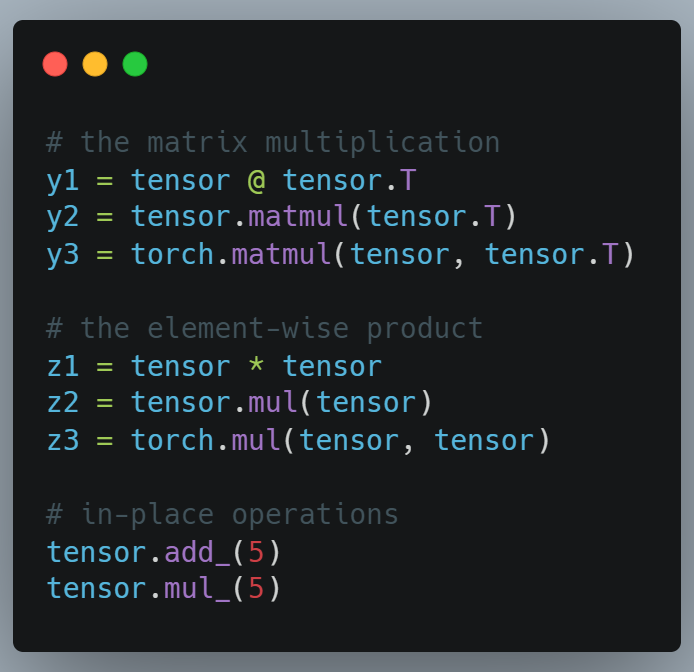 # the matrix multiplication
y1 = tensor @ tensor.T
y2 = tensor.matmul(tensor.T)
y3 = torch.matmul(tensor, tensor.T)
# the element-wise product
z1 = tensor * tensor
z2 = tensor.mul(tensor)
z3 = torch.mul(tensor, tensor)
# in-place operations
tensor.add_(5)
tensor.mul_(5)